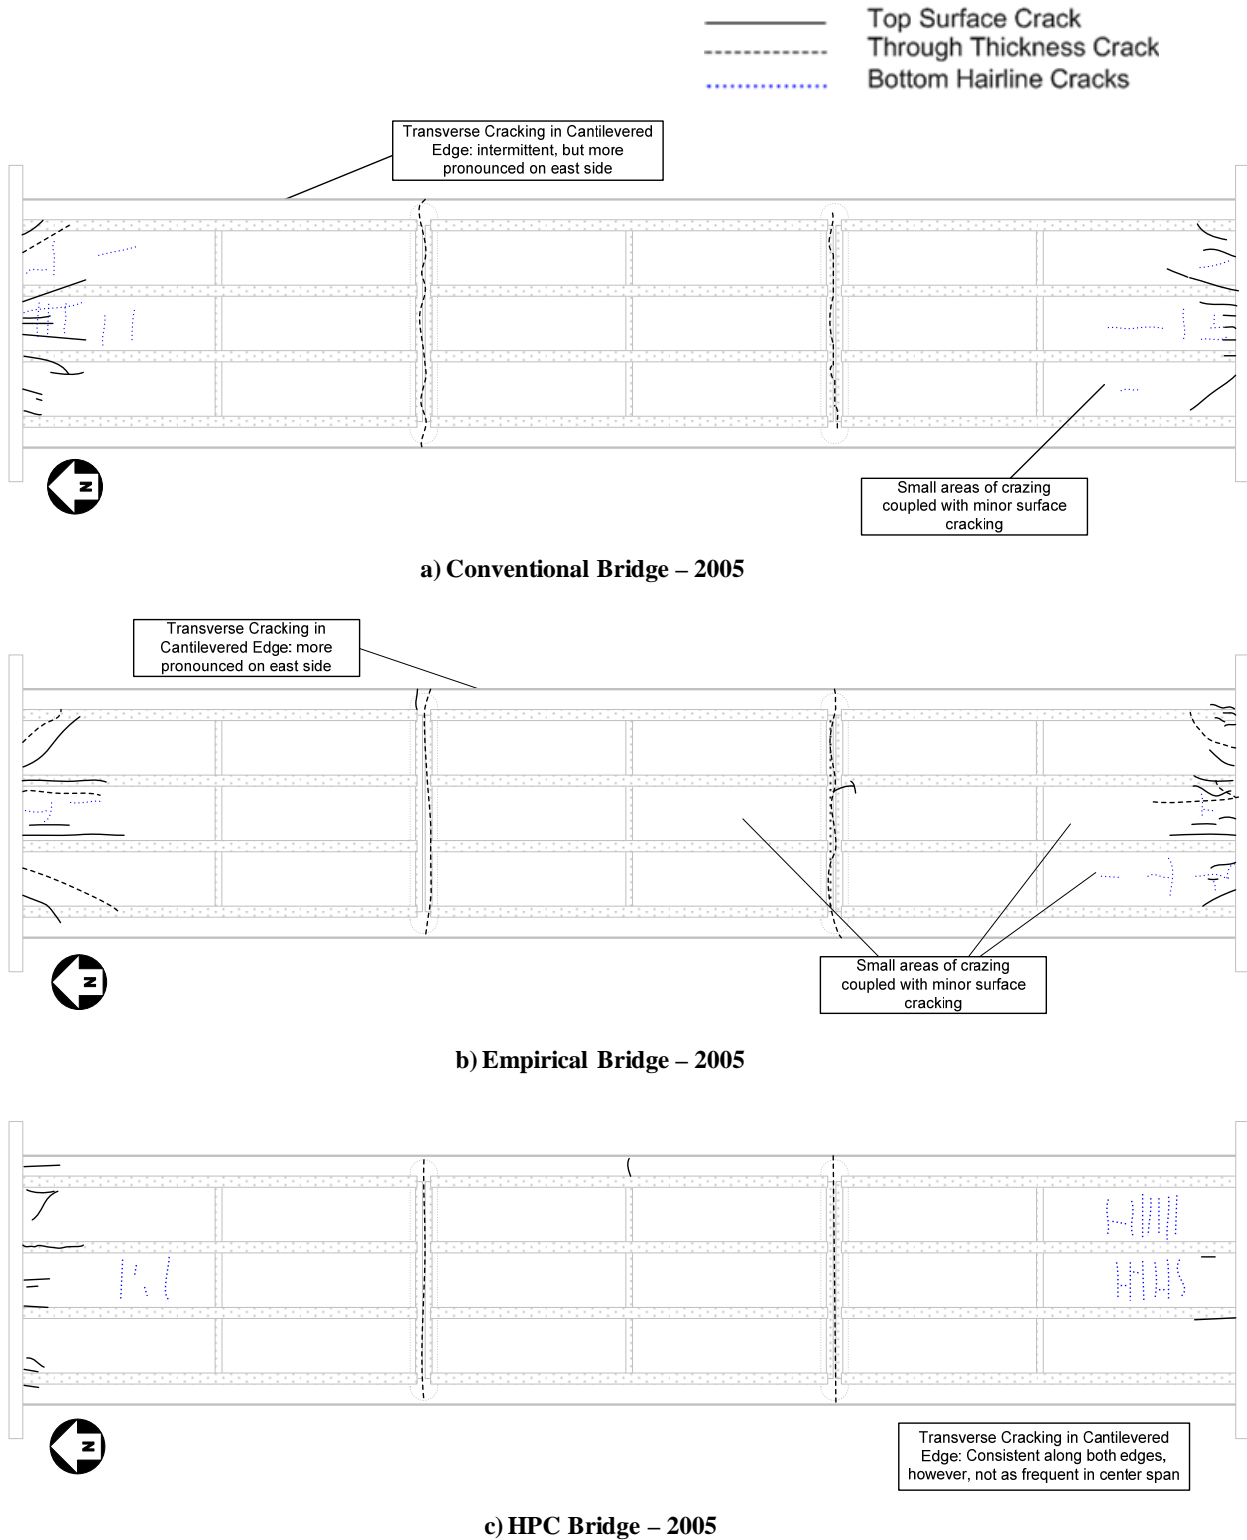 Top Surface Crack
Through Thickness Crack
Bottom Hairline Cracks
Transverse Cracking in Cantilevered
Edge: intermittent, but more
pronounced on east side
N
Small areas of crazing
coupled with minor surface
cracking
a) Conventional Bridge – 2005
Transverse Cracking in
Cantilevered Edge: more
pronounced on east side
N
Small areas of crazing
coupled with minor surface
cracking
b) Empirical Bridge – 2005
N
Transverse Cracking in Cantilevered
Edge: Consistent along both edges,
however, not as frequent in center span
c) HPC Bridge – 2005